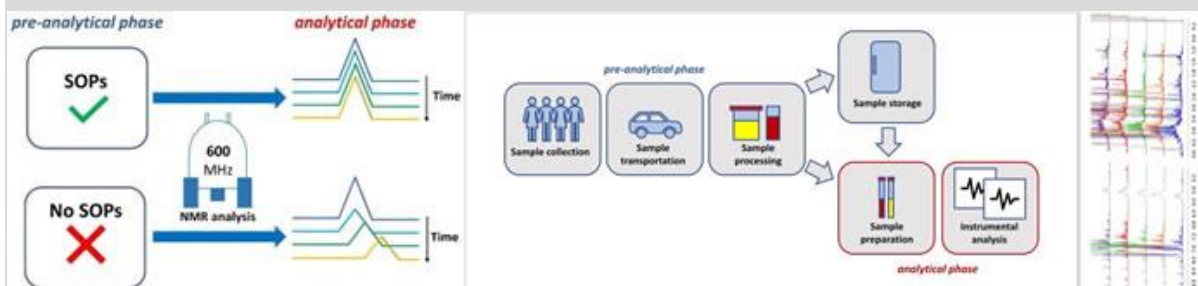 pre-analytical phase
analytical phase
SOPs
Time
600
MHz
NMR analysis
No SOPs
Time
pre-analytical phase
Sample collection
Sample
transportation
Sample
processing
Sample storage
Sample
preparation
Instrumental
analysis
analytical phase